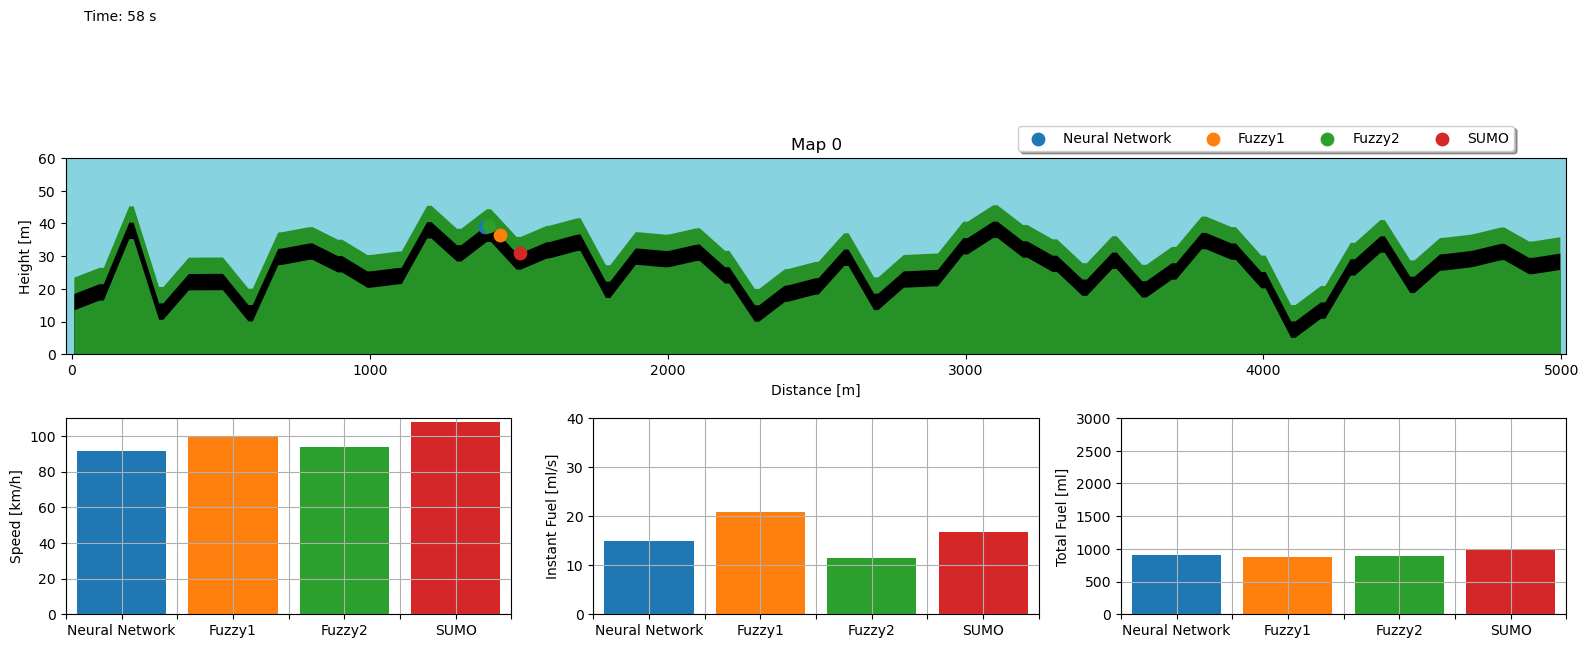 Time: 58 s
Map 0
Neural Network Fuzzy1 Fuzzy2 SUMO
Height [m]
60
50
40
30
20
10
0
0 1000 2000 3000 4000 5000
Distance [m]
Speed [km/h]
100
80
60
40
20
0
Neural Network Fuzzy1 Fuzzy2 SUMO
Instant Fuel [ml/s]
40
30
20
10
0
Neural Network Fuzzy1 Fuzzy2 SUMO
Total Fuel [ml]
3000
2500
2000
1500
1000
500
0
Neural Network Fuzzy1 Fuzzy2 SUMO